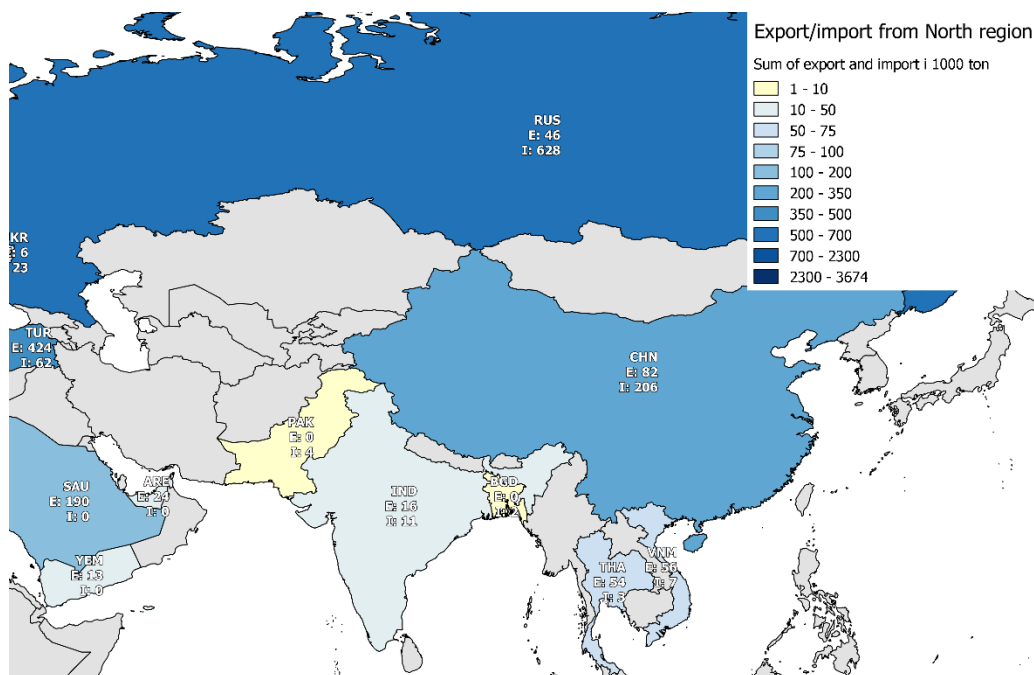 Export/import from North region
Sum of export and import i 1000 ton
1 - 10
10 - 50
50 - 75
75 - 100
100 - 200
200 - 350
350 - 500
500 - 700
700 - 2300
2300 - 3674
RUS
E: 46
I: 628
KR
E: 6
23
TUR
E: 424
I: 62
CHN
E: 82
I: 206
PAK
E: 0
I: 4
SAU
E: 190
I: 0
ARE
E: 24
I: 0
IND
E: 16
I: 11
BGD
E: 0
YEM
E: 13
I: 0
THA
E: 54
I: 3
VNM
E: 56
I: 7